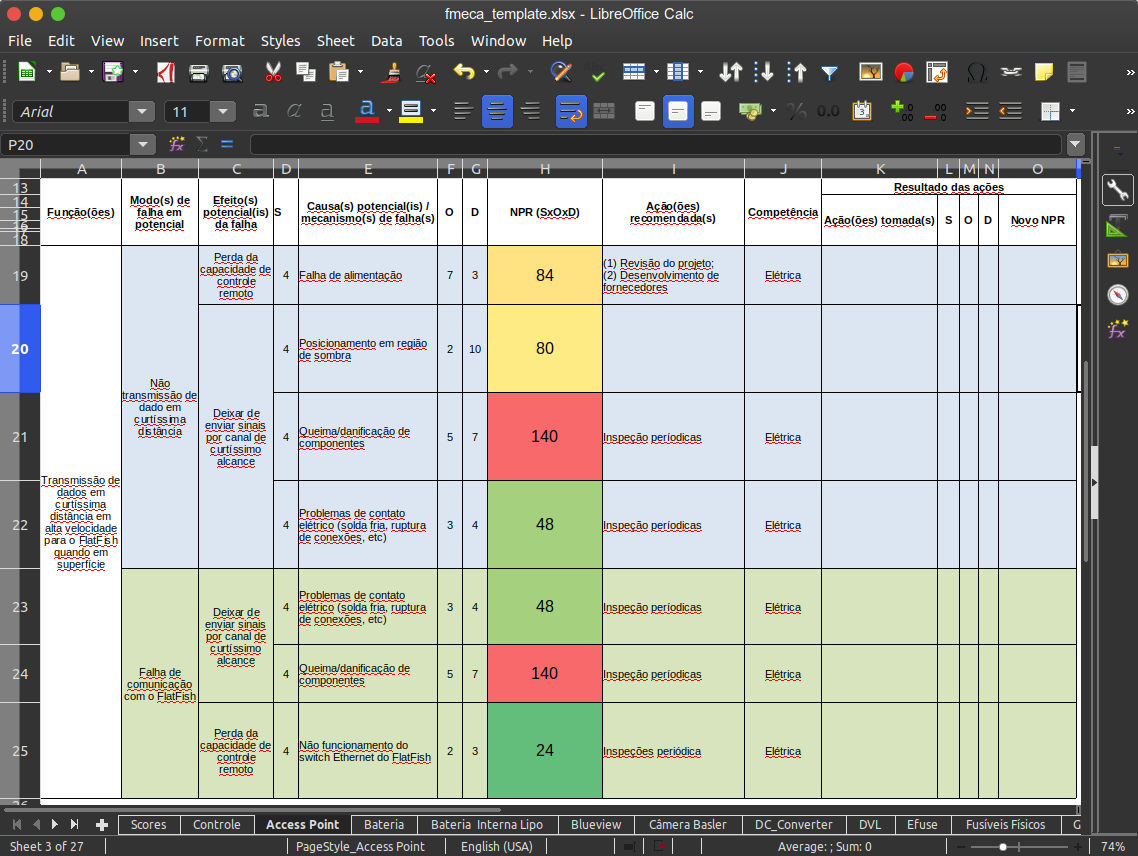 fmeca_template.xlsx - LibreOffice Calc
File Edit View Insert Format Styles Sheet Data Tools Window Help
Arial 11
P20
A B C D E F G H I J K L M N O
13
14
15
16
17
18
Função(ões)
Modo(s) de
falha em
potencial
Efeito(s)
potencial(is)
da falha
S
Causa(s) potencial(is) /
mecanismo(s) de falha(s)
O
D
NPR (SxOxD)
Ação(ões)
recomendada(s)
Competência
Resultado das ações
Ação(ões) tomada(s)
S
O
D
Novo NPR
Transmissão de
dados em
curtíssima
distância em
alta velocidade
para o FlatFish
quando em
superfície
Não
transmissão de
dado em
curtíssima
distância
19
Perda da
capacidade de
controle
remoto
4
Falha de alimentação
7
3
84
(1) Revisão do projeto;
(2) Desenvolvimento de
fornecedores
Elétrica
20
Deixar de
enviar sinais
por canal de
curtíssimo
alcance
4
Posicionamento em região
de sombra
2
10
80
21
4
Queima/danificação de
componentes
5
7
140
Inspeção períodicas
Elétrica
22
4
Problemas de contato
elétrico (solda fria, ruptura
de conexões, etc)
3
4
48
Inspeção períodicas
Elétrica
Falha de
comunicação
com o FlatFish
23
Deixar de
enviar sinais
por canal de
curtíssimo
alcance
4
Problemas de contato
elétrico (solda fria, ruptura
de conexões, etc)
3
4
48
Inspeção períodicas
Elétrica
24
4
Queima/danificação de
componentes
5
7
140
Inspeção períodicas
Elétrica
25
Perda da
capacidade de
controle
remoto
4
Não funcionamento do
switch Ethernet do FlatFish
2
3
24
Inspeções periódica
Elétrica
Scores Controle Access Point Bateria Bateria Interna Lipo Blueview Câmera Basler DC_Converter DVL Efuse Fusíveis Físicos
Sheet 3 of 27 PageStyle_Access Point English (USA) Average: ; Sum: 0 74%